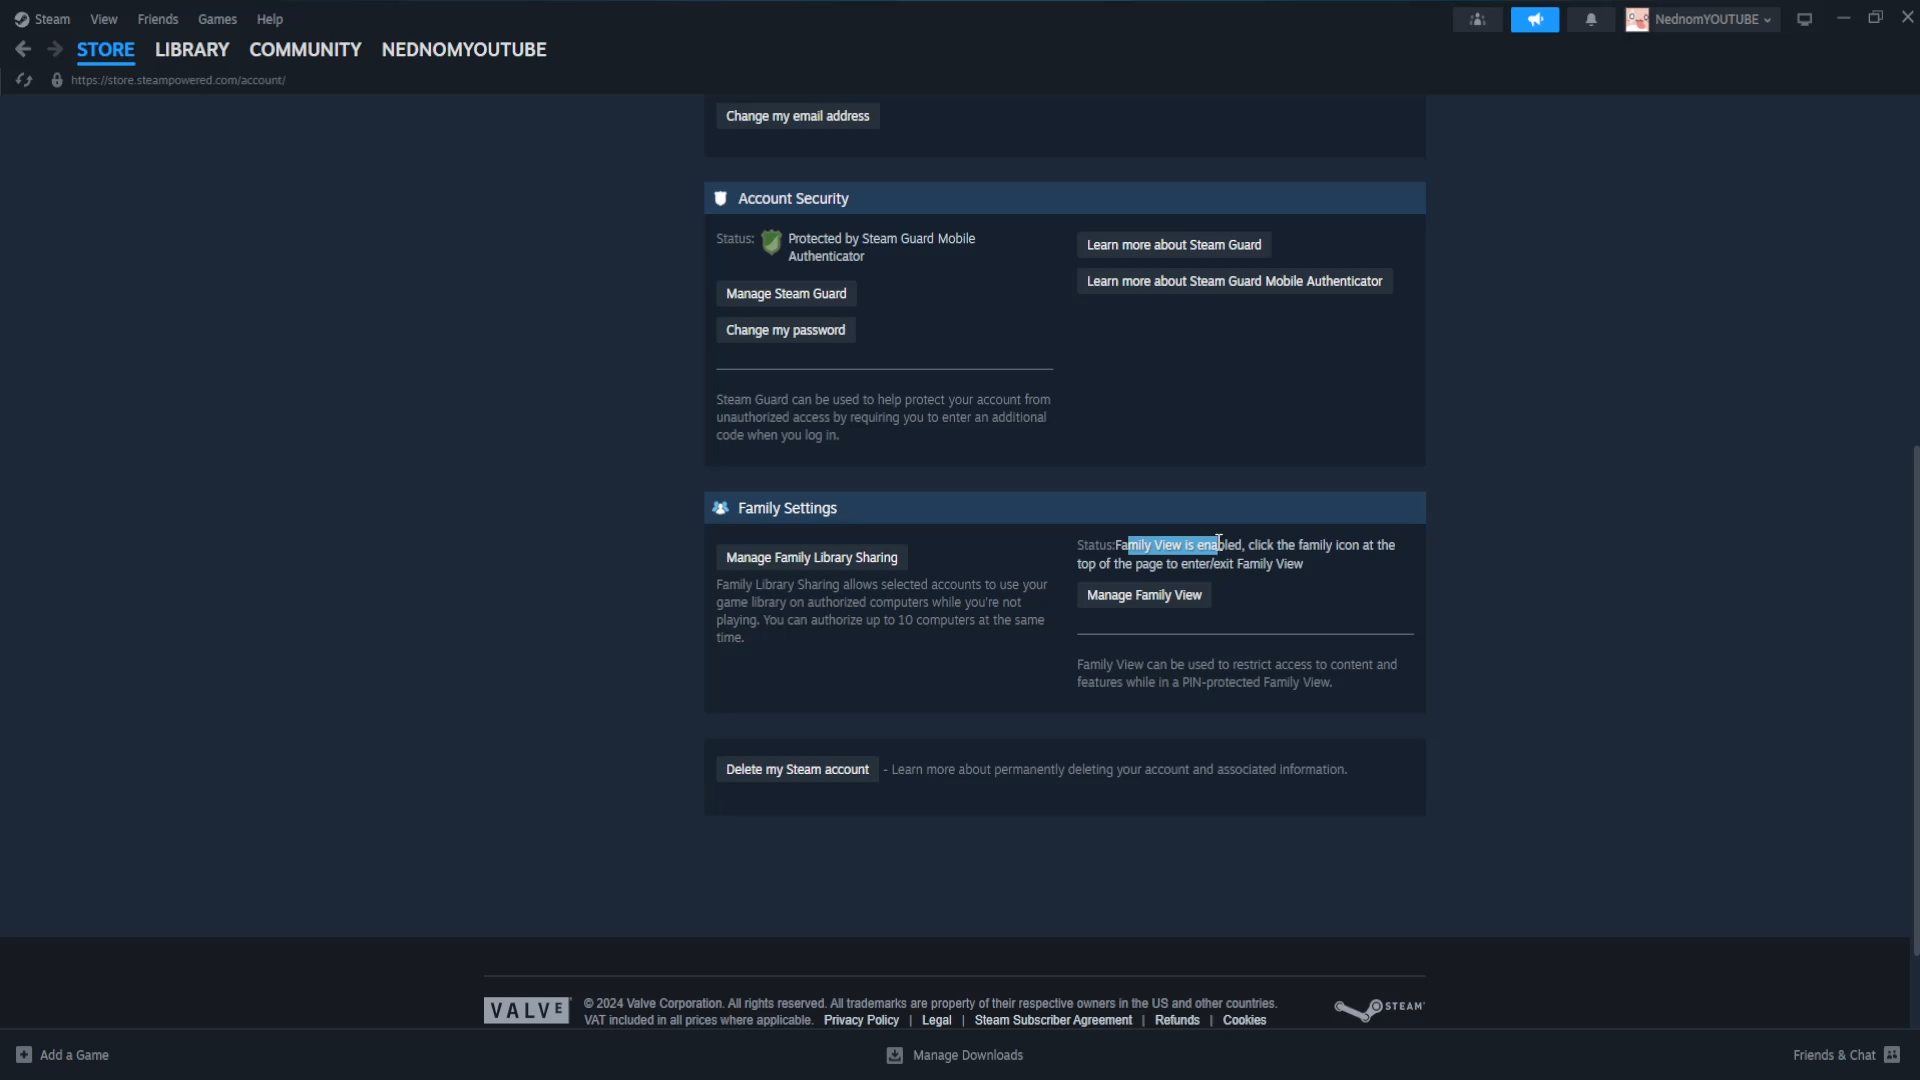 Steam View Friends Games Help NednomYOUTUBE
STORE LIBRARY COMMUNITY NEDNOMYOUTUBE
https://store.steampowered.com/account/
Change my email address
Account Security
Status: Protected by Steam Guard Mobile
Authenticator
Manage Steam Guard
Change my password
Steam Guard can be used to help protect your account from
unauthorized access by requiring you to enter an additional
code when you log in.
Learn more about Steam Guard
Learn more about Steam Guard Mobile Authenticator
Family Settings
Manage Family Library Sharing
Family Library Sharing allows selected accounts to use your
game library on authorized computers while you're not
playing. You can authorize up to 10 computers at the same
time.
Status:Family View is enabled, click the family icon at the
top of the page to enter/exit Family View
Manage Family View
Family View can be used to restrict access to content and
features while in a PIN-protected Family View.
Delete my Steam account - Learn more about permanently deleting your account and associated information.
VALVE
© 2024 Valve Corporation. All rights reserved. All trademarks are property of their respective owners in the US and other countries.
VAT included in all prices where applicable. Privacy Policy | Legal | Steam Subscriber Agreement | Refunds | Cookies
STEAM
Add a Game Manage Downloads Friends & Chat